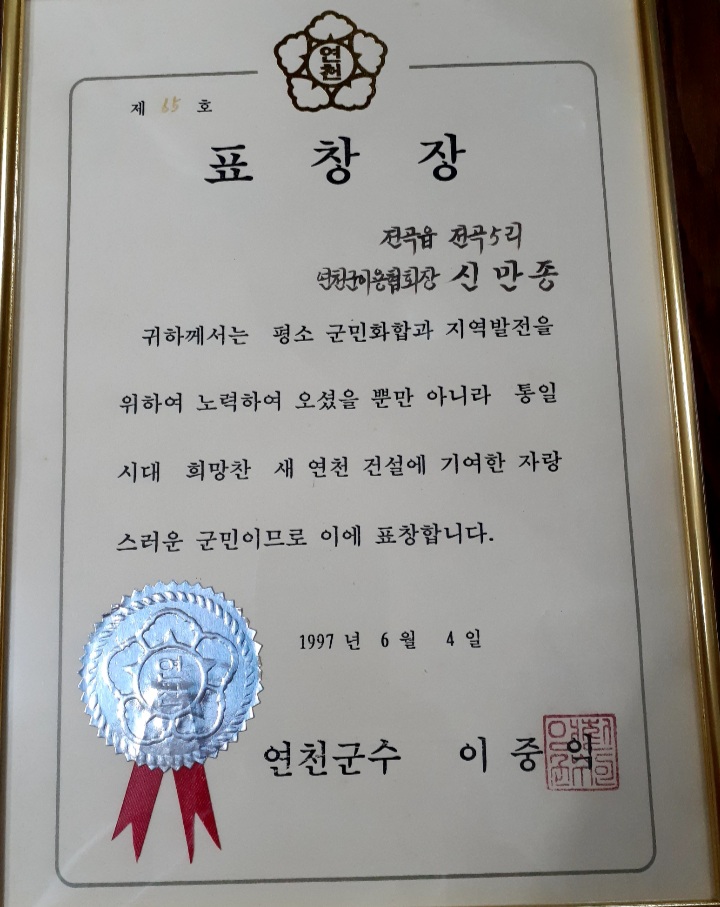 연천
제 65 호
표 창 장
전곡읍 전곡5리
연천군이용협회장 신만종
귀하께서는 평소 군민화합과 지역발전을
위하여 노력하여 오셨을 뿐만 아니라 통일
시대 희망찬 새 연천 건설에 기여한 자랑
스러운 군민이므로 이에 표창합니다.
1997 년 6 월 4 일
연
연천군수 이 중 익